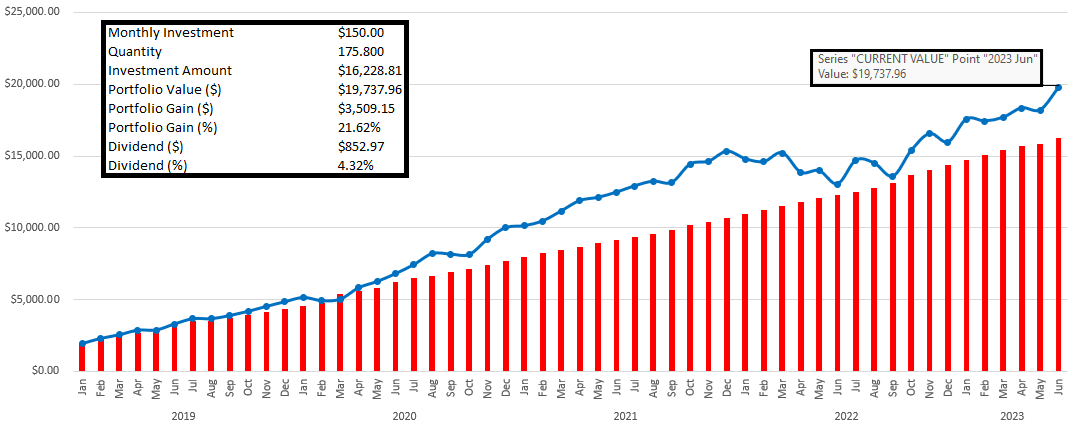 $25,000.00
$20,000.00
$15,000.00
$10,000.00
$5,000.00
$0.00
Monthly Investment $150.00
Quantity 175.800
Investment Amount $16,228.81
Portfolio Value ($) $19,737.96
Portfolio Gain ($) $3,509.15
Portfolio Gain (%) 21.62%
Dividend ($) $852.97
Dividend (%) 4.32%
Series "CURRENT VALUE" Point "2023 Jun"
Value: $19,737.96
Jan Feb Mar Apr May Jun Jul Aug Sep Oct Nov Dec Jan Feb Mar Apr May Jun Jul Aug Sep Oct Nov Dec Jan Feb Mar Apr May Jun Jul Aug Sep Oct Nov Dec Jan Feb Mar Apr May Jun Jul Aug Sep Oct Nov Dec Jan Feb Mar Apr May Jun
2019 2020 2021 2022 2023